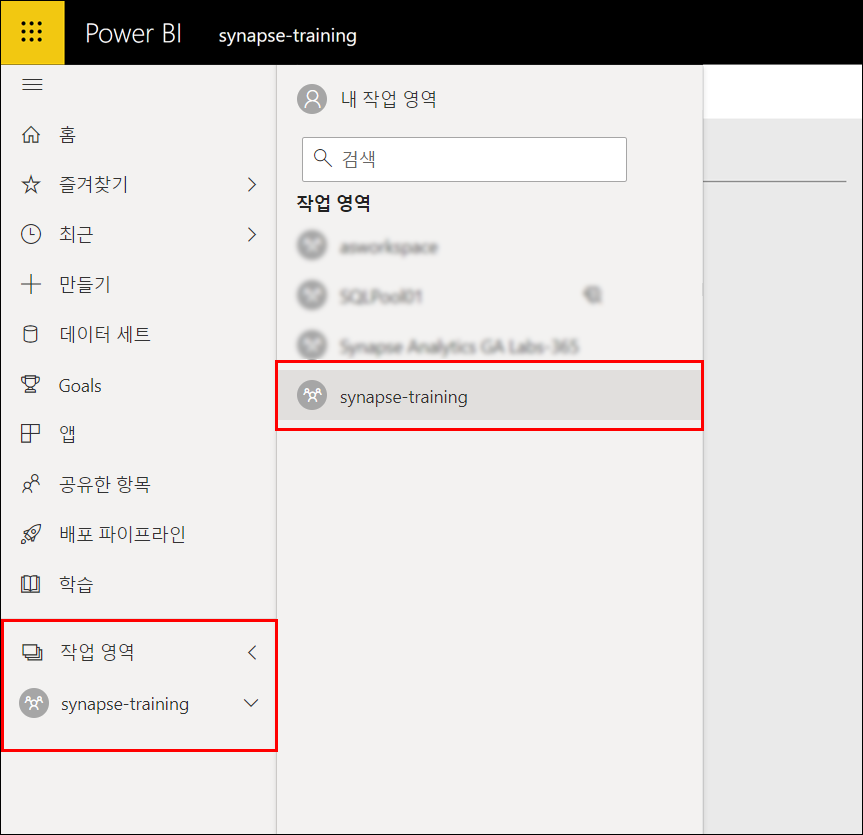 Power BI synapse-training
홈
즐겨찾기
최근
만들기
데이터 세트
Goals
앱
공유한 항목
배포 파이프라인
학습
작업 영역
synapse-training
내 작업 영역
검색
작업 영역
asworkspace
SQLPool01
Synapse Analytics GA Labs-365
synapse-training